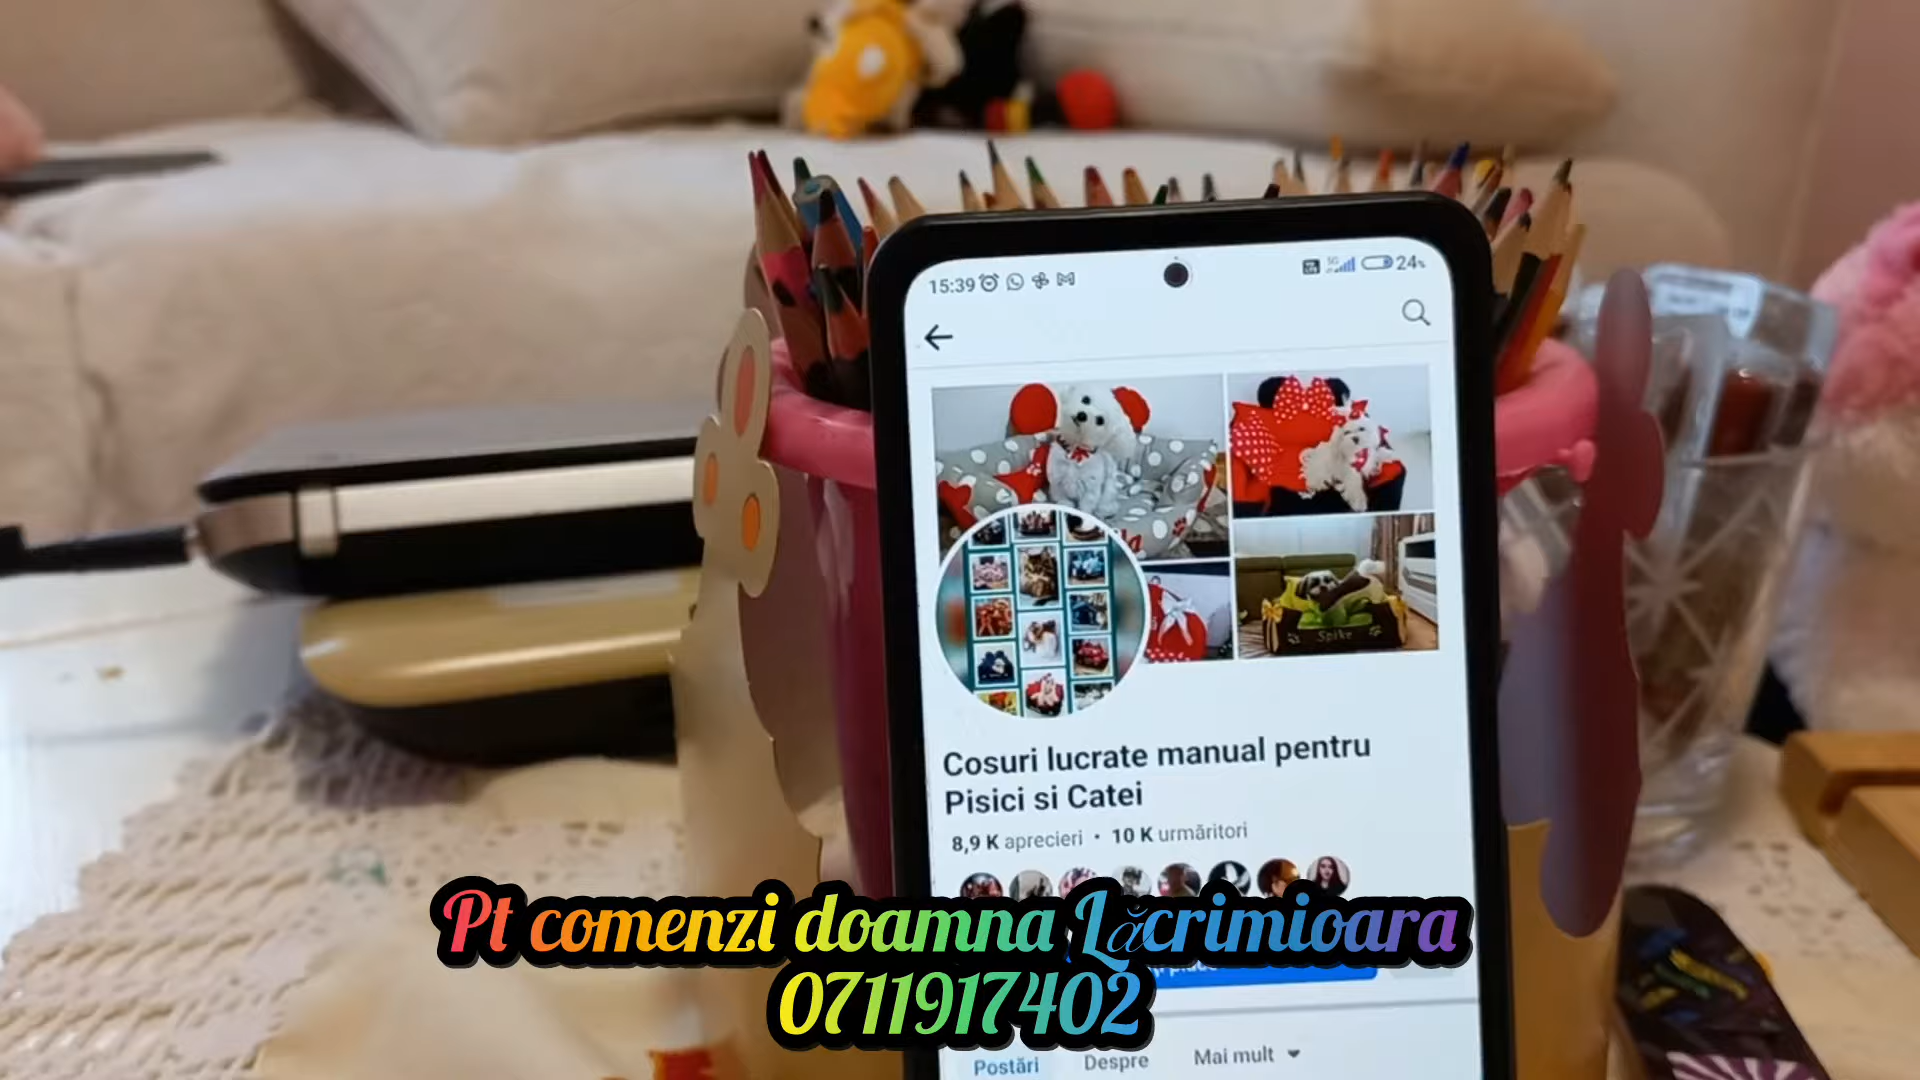 15:39
5G
24%
Spike
Cosuri lucrate manual pentru
Pisici si Catei
8,9 K aprecieri • 10 K urmăritori
Pt comenzi doamna Lăcrimioara
0711917402
Postări Despre Mai mult